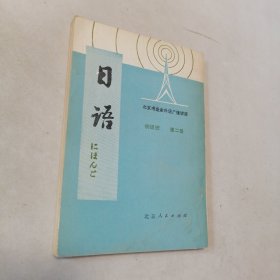 日语
にほんご
北京市业余外语广播讲座
初级班 第二册
北京人民出版社